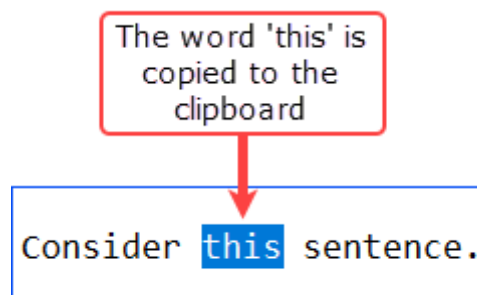 The word 'this' is
copied to the
clipboard
Consider this sentence.